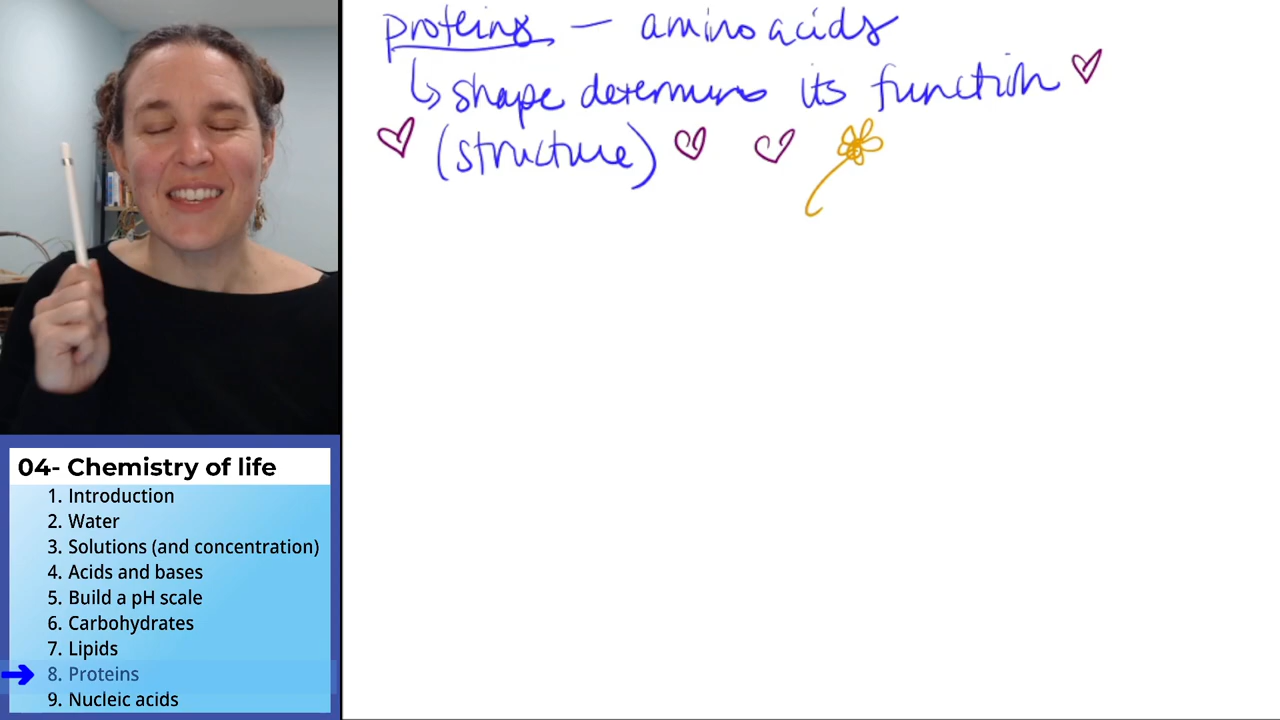 proteins — amino acids
↳ shape determines its function
(structure)
04- Chemistry of life
1. Introduction
2. Water
3. Solutions (and concentration)
4. Acids and bases
5. Build a pH scale
6. Carbohydrates
7. Lipids
8. Proteins
9. Nucleic acids